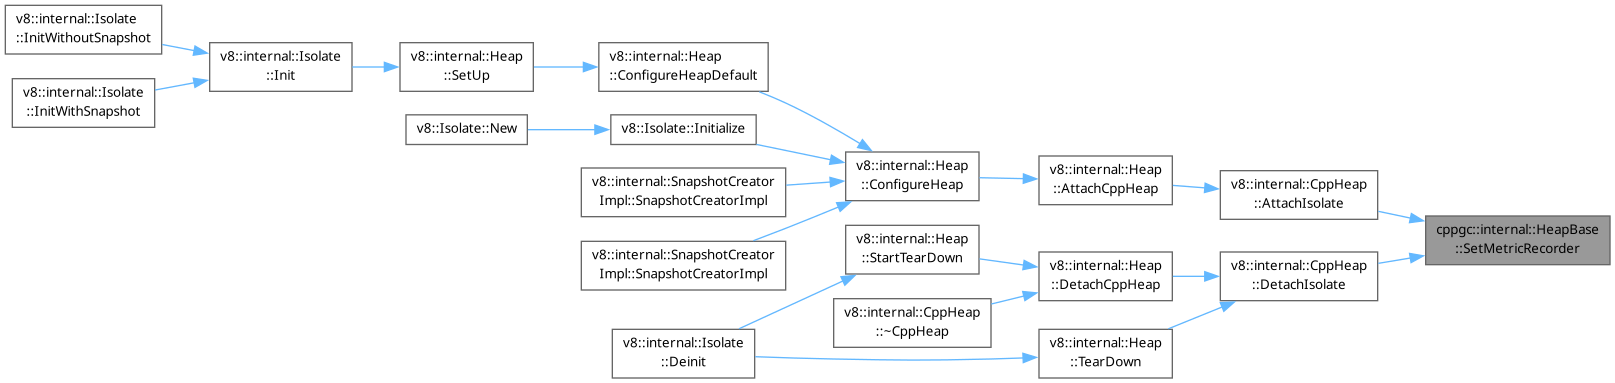 v8::internal::Isolate
::InitWithoutSnapshot
v8::internal::Isolate
::InitWithSnapshot
v8::internal::Isolate
::Init
v8::internal::Heap
::SetUp
v8::internal::Heap
::ConfigureHeapDefault
v8::Isolate::New
v8::Isolate::Initialize
v8::internal::SnapshotCreator
Impl::SnapshotCreatorImpl
v8::internal::SnapshotCreator
Impl::SnapshotCreatorImpl
v8::internal::Heap
::ConfigureHeap
v8::internal::Heap
::AttachCppHeap
v8::internal::CppHeap
::AttachIsolate
cppgc::internal::HeapBase
::SetMetricRecorder
v8::internal::Heap
::StartTearDown
v8::internal::Heap
::DetachCppHeap
v8::internal::CppHeap
::DetachIsolate
v8::internal::CppHeap
::~CppHeap
v8::internal::Isolate
::Deinit
v8::internal::Heap
::TearDown